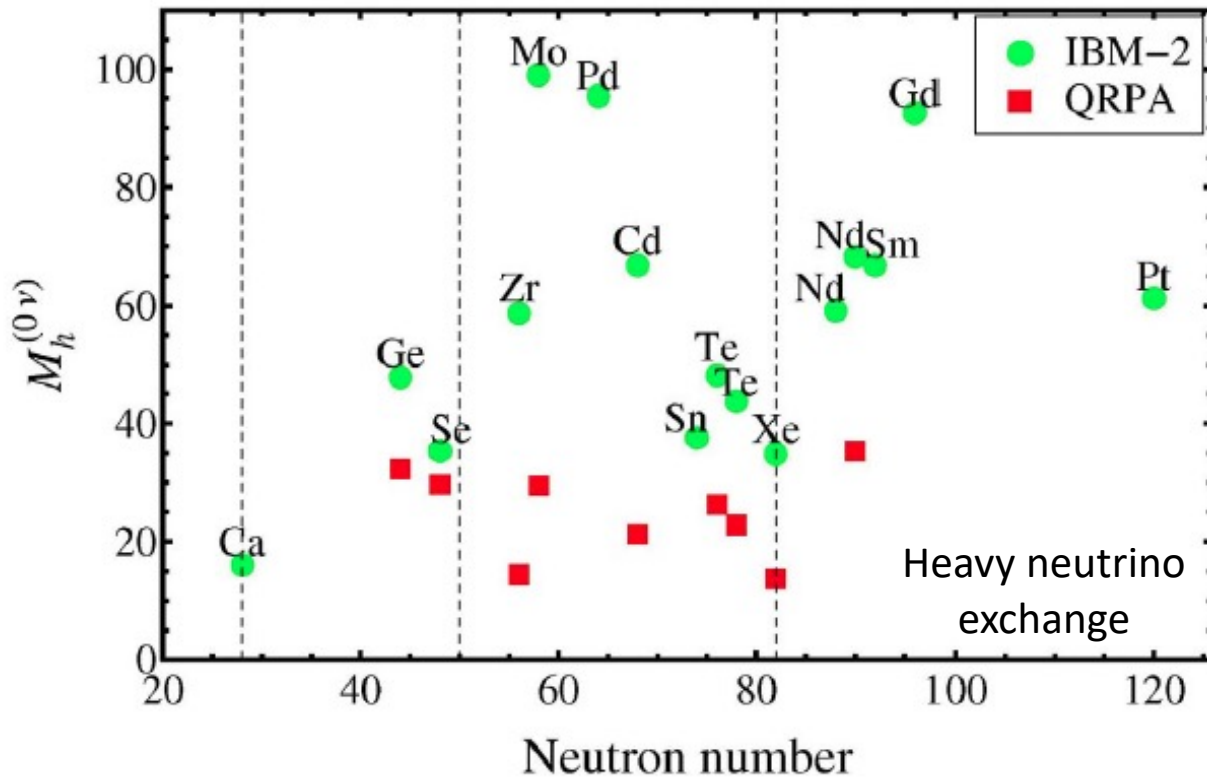 IBM−2
QRPA
Mo
Pd
Gd
Cd
Nd
Sm
Zr
Nd
Pt
Ge
Te
Te
Se
Sn
Xe
Ca
Heavy neutrino
exchange
100
80
60
40
20
0
M_h^(0ν)
20 40 60 80 100 120
Neutron number